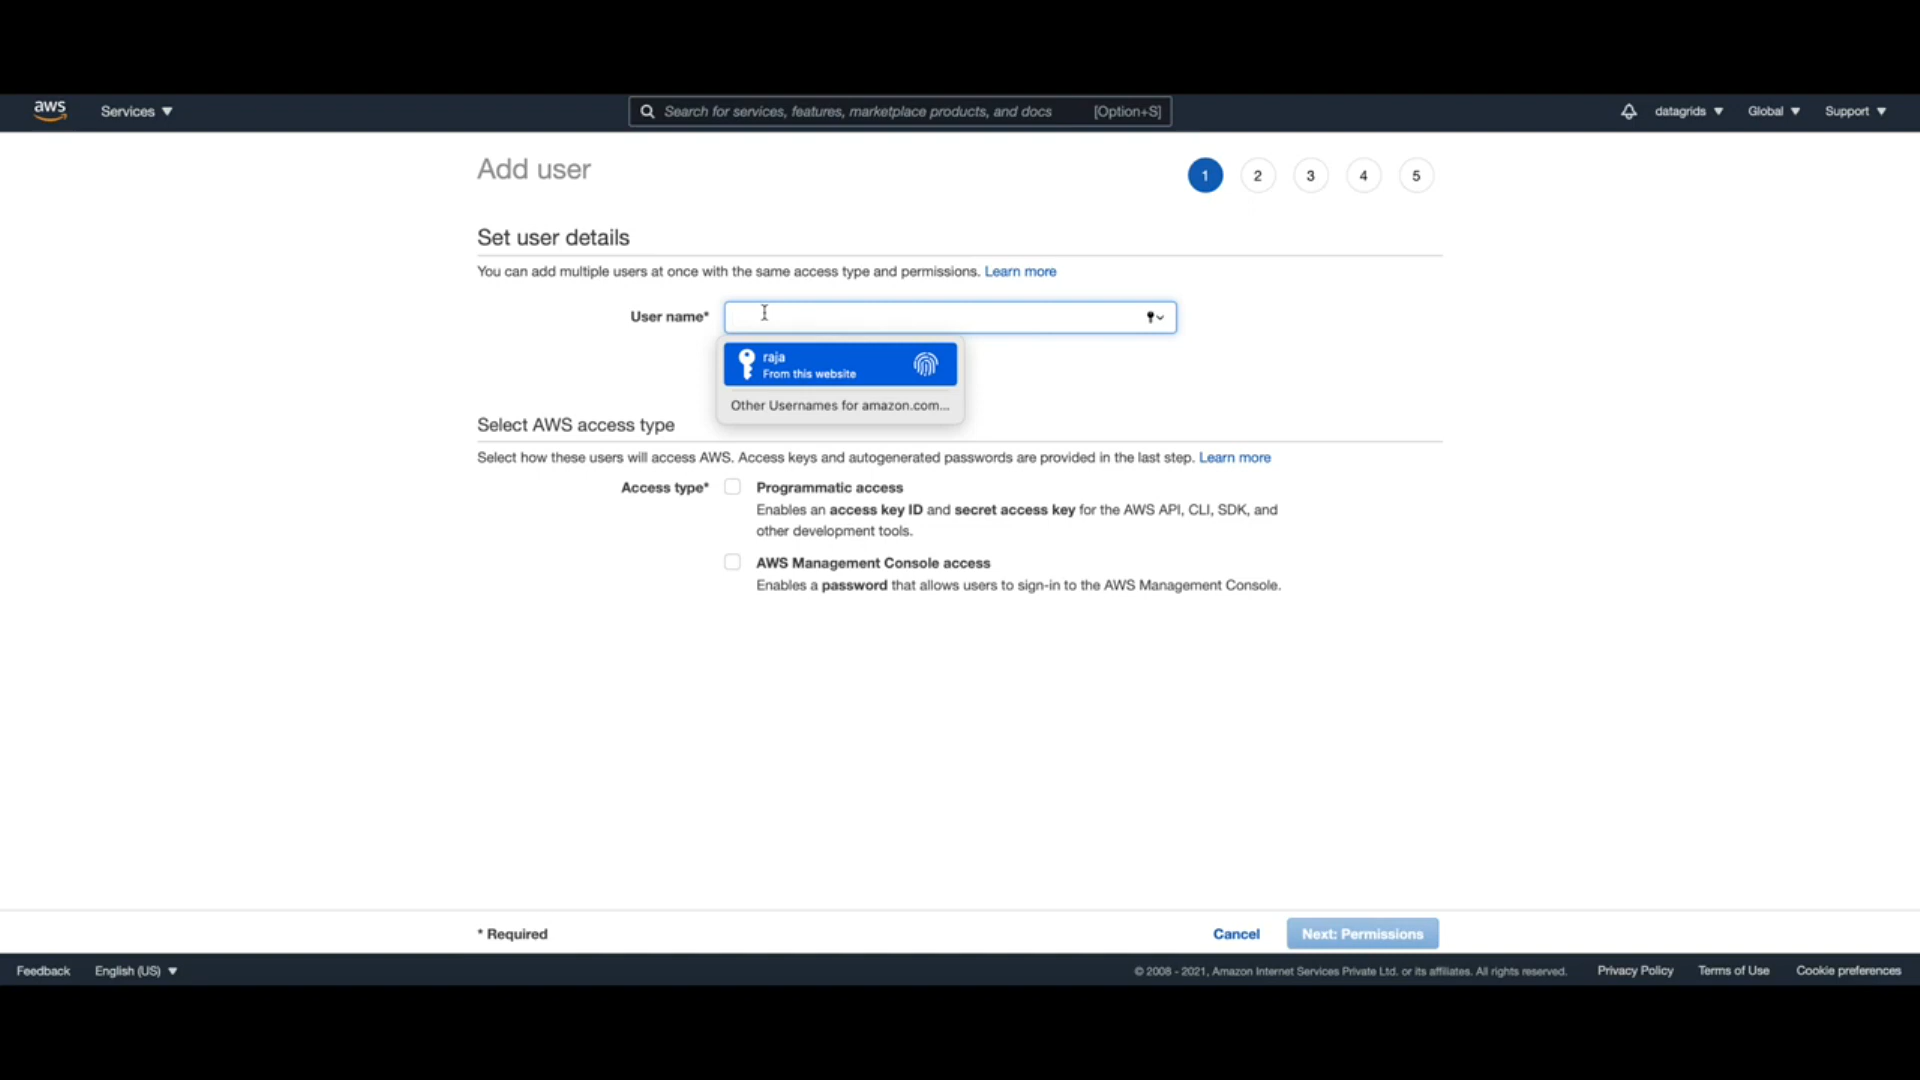 aws Services ▼ Search for services, features, marketplace products, and docs [Option+S] datagrids ▼ Global ▼ Support ▼
Add user 1 2 3 4 5
Set user details
You can add multiple users at once with the same access type and permissions. Learn more
User name*
raja
From this website
Other Usernames for amazon.com...
Select AWS access type
Select how these users will access AWS. Access keys and autogenerated passwords are provided in the last step. Learn more
Access type* Programmatic access
Enables an access key ID and secret access key for the AWS API, CLI, SDK, and
other development tools.
AWS Management Console access
Enables a password that allows users to sign-in to the AWS Management Console.
* Required Cancel Next: Permissions
Feedback English (US) ▼ © 2008 - 2021, Amazon Internet Services Private Ltd. or its affiliates. All rights reserved. Privacy Policy Terms of Use Cookie preferences